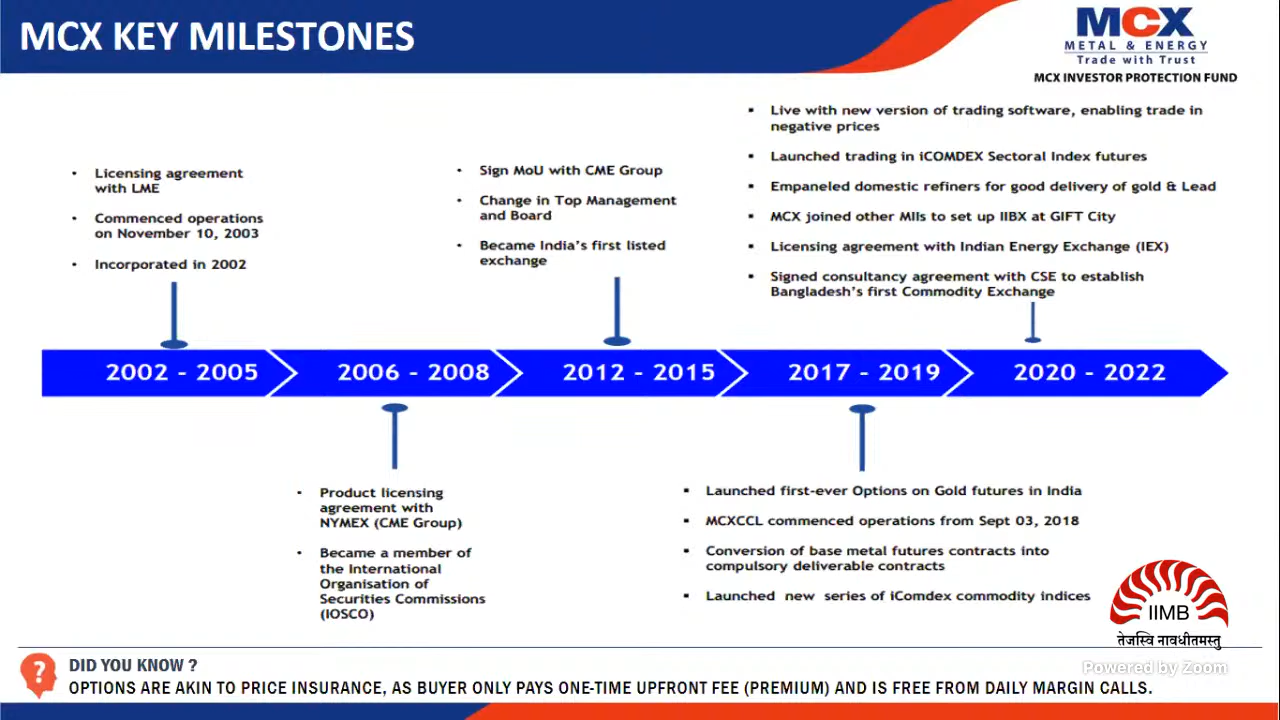 MCX KEY MILESTONES
MCX
METAL & ENERGY
Trade with Trust
MCX INVESTOR PROTECTION FUND
• Licensing agreement
with LME
• Commenced operations
on November 10, 2003
• Incorporated in 2002
• Sign MoU with CME Group
• Change in Top Management
and Board
• Became India's first listed
exchange
▪ Live with new version of trading software, enabling trade in
negative prices
▪ Launched trading in iCOMDEX Sectoral Index futures
▪ Empaneled domestic refiners for good delivery of gold & Lead
▪ MCX joined other MIIs to set up IIBX at GIFT City
▪ Licensing agreement with Indian Energy Exchange (IEX)
▪ Signed consultancy agreement with CSE to establish
Bangladesh's first Commodity Exchange
2002 - 2005
2006 - 2008
2012 - 2015
2017 - 2019
2020 - 2022
• Product licensing
agreement with
NYMEX (CME Group)
• Became a member of
the International
Organisation of
Securities Commissions
(IOSCO)
▪ Launched first-ever Options on Gold futures in India
▪ MCXCCL commenced operations from Sept 03, 2018
▪ Conversion of base metal futures contracts into
compulsory deliverable contracts
▪ Launched new series of iComdex commodity indices
IIMB
तेजस्वि नावधीतमस्तु
Powered by Zoom
?
DID YOU KNOW ?
OPTIONS ARE AKIN TO PRICE INSURANCE, AS BUYER ONLY PAYS ONE-TIME UPFRONT FEE (PREMIUM) AND IS FREE FROM DAILY MARGIN CALLS.